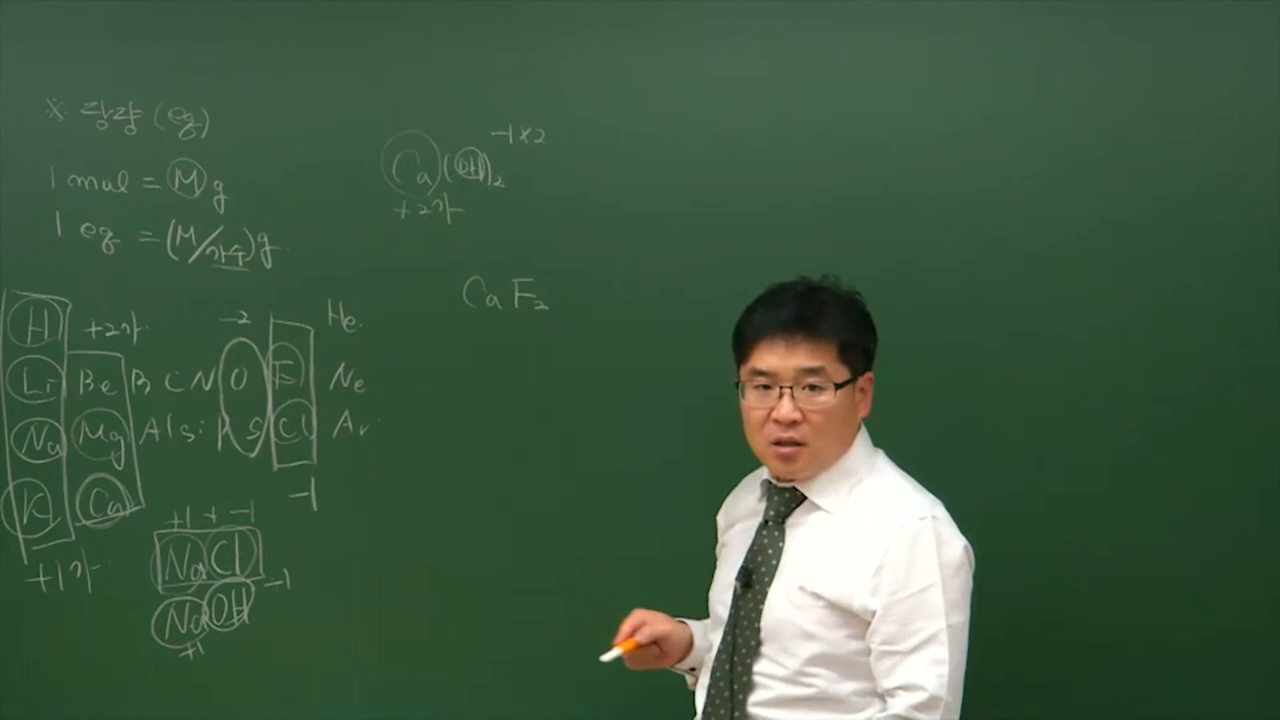 ※ 당량 (eq)
1 mol = M g
1 eq = (M/가수)g
H +2가 -2 He
Li Be B C N O F Ne
Na Mg Al Si P S Cl Ar
K Ca -1
+1가
+1 + -1
NaCl
NaOH -1
+1
-1×2
Ca(OH)₂
+2가
CaF₂